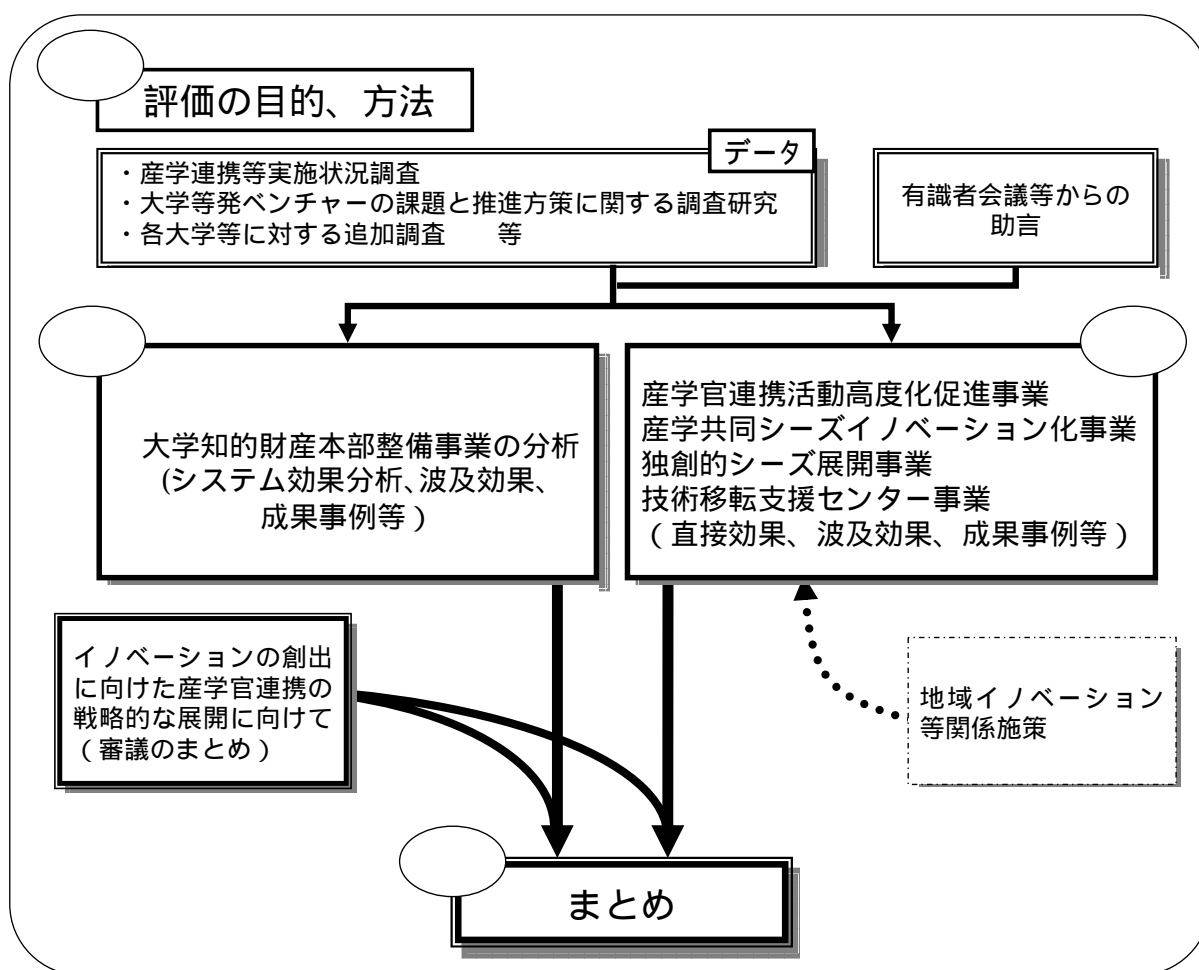 評価の目的、方法
データ
・産学連携等実施状況調査
・大学等発ベンチャーの課題と推進方策に関する調査研究
・各大学等に対する追加調査　　等
有識者会議等からの
助言
大学知的財産本部整備事業の分析
(システム効果分析、波及効果、
成果事例等）
産学官連携活動高度化促進事業
産学共同シーズイノベーション化事業
独創的シーズ展開事業
技術移転支援センター事業
（直接効果、波及効果、成果事例等）
イノベーションの創出
に向けた産学官連携の
戦略的な展開に向けて
（審議のまとめ）
地域イノベーション
等関係施策
まとめ